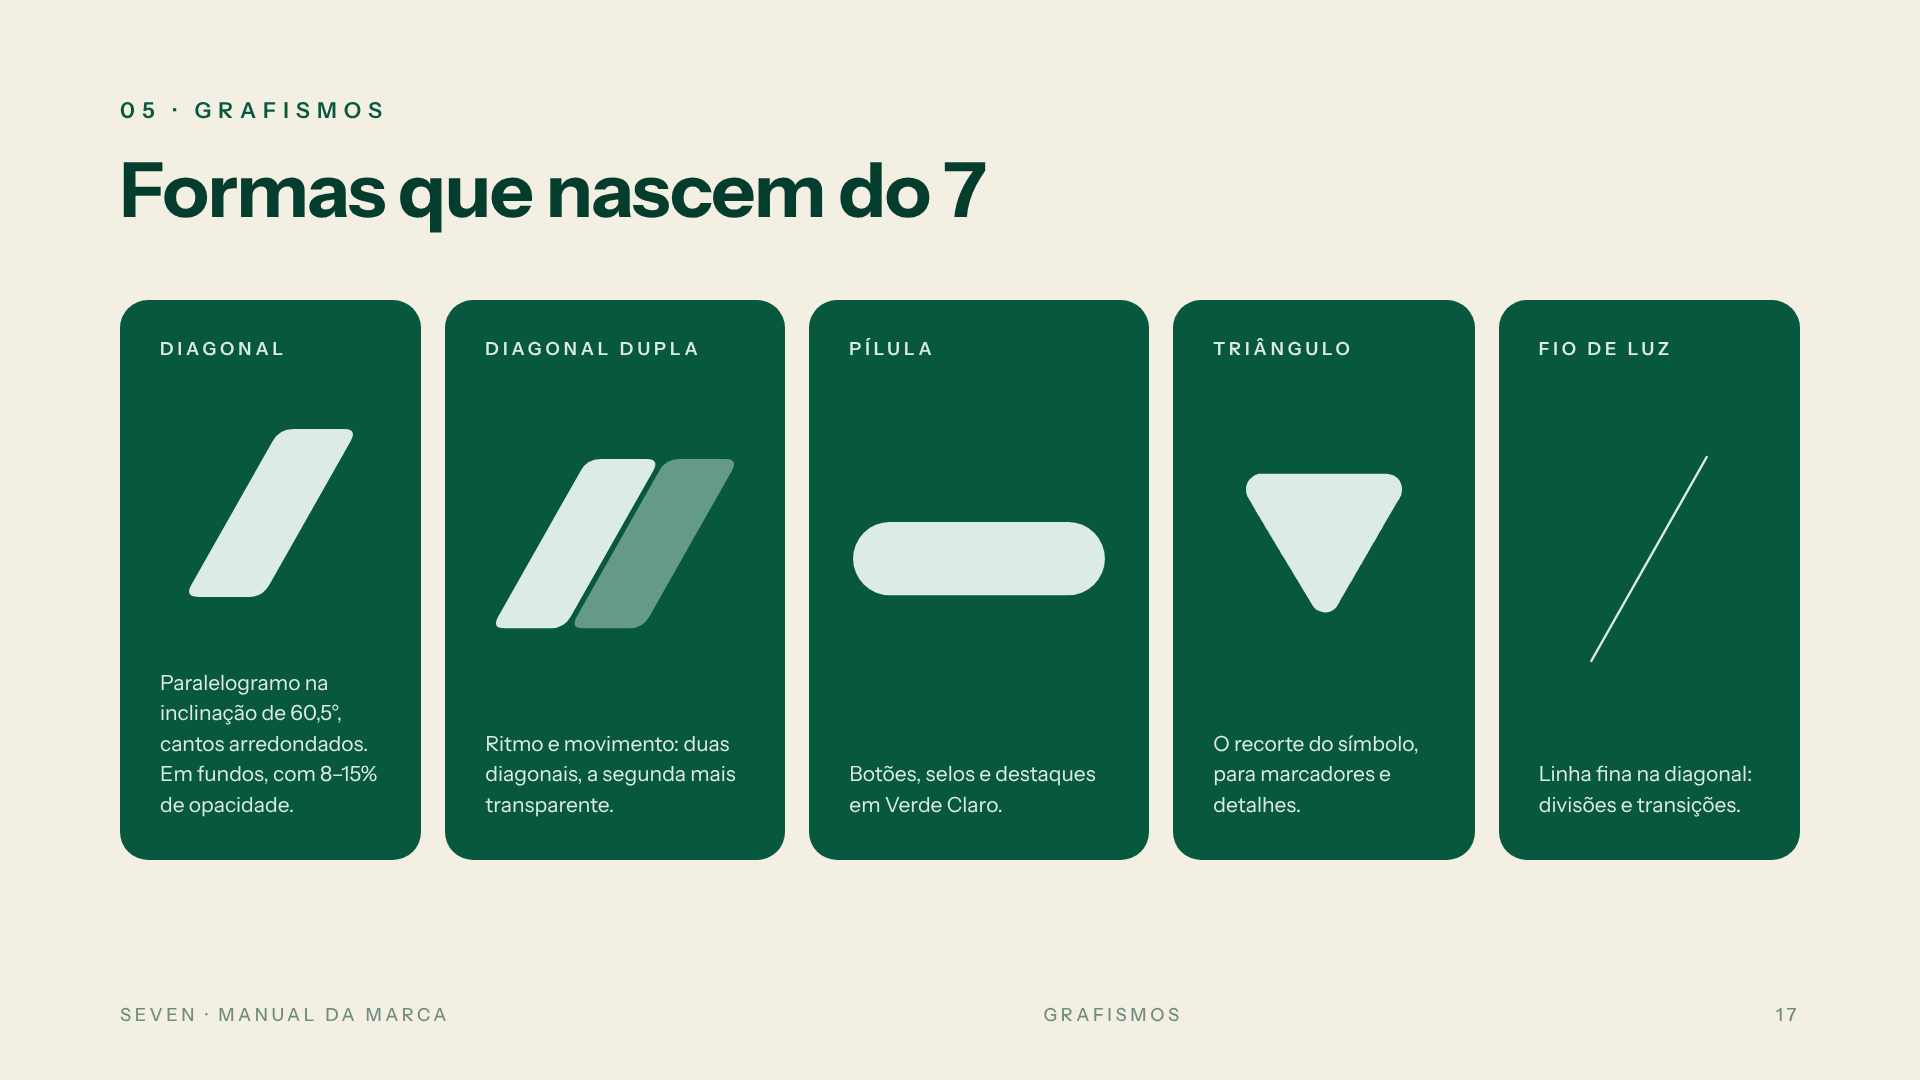 05 · GRAFISMOS
Formas que nascem do 7
DIAGONAL
Paralelogramo na
inclinação de 60,5°,
cantos arredondados.
Em fundos, com 8–15%
de opacidade.
DIAGONAL DUPLA
Ritmo e movimento: duas
diagonais, a segunda mais
transparente.
PÍLULA
Botões, selos e destaques
em Verde Claro.
TRIÂNGULO
O recorte do símbolo,
para marcadores e
detalhes.
FIO DE LUZ
Linha fina na diagonal:
divisões e transições.
SEVEN · MANUAL DA MARCA
GRAFISMOS
17